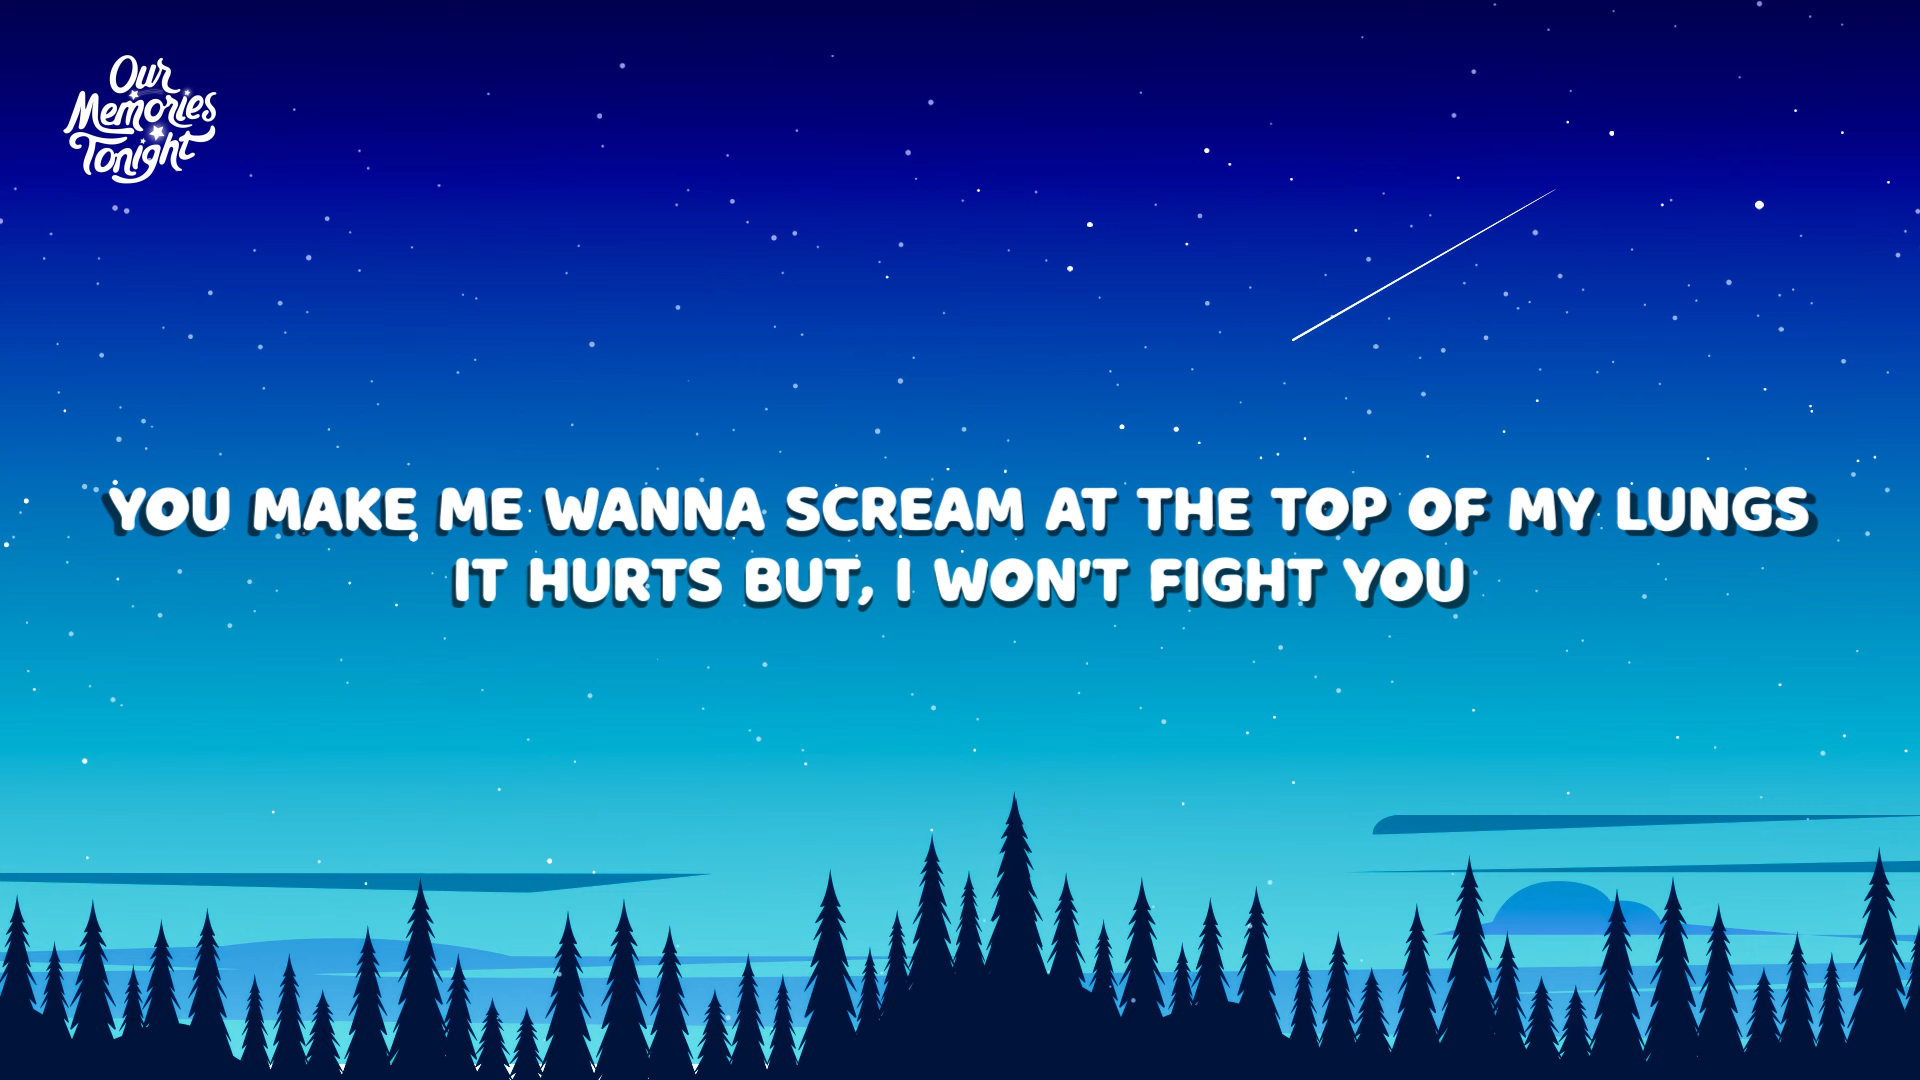 Our
Memories
Tonight
YOU MAKE ME WANNA SCREAM AT THE TOP OF MY LUNGS
IT HURTS BUT, I WON'T FIGHT YOU